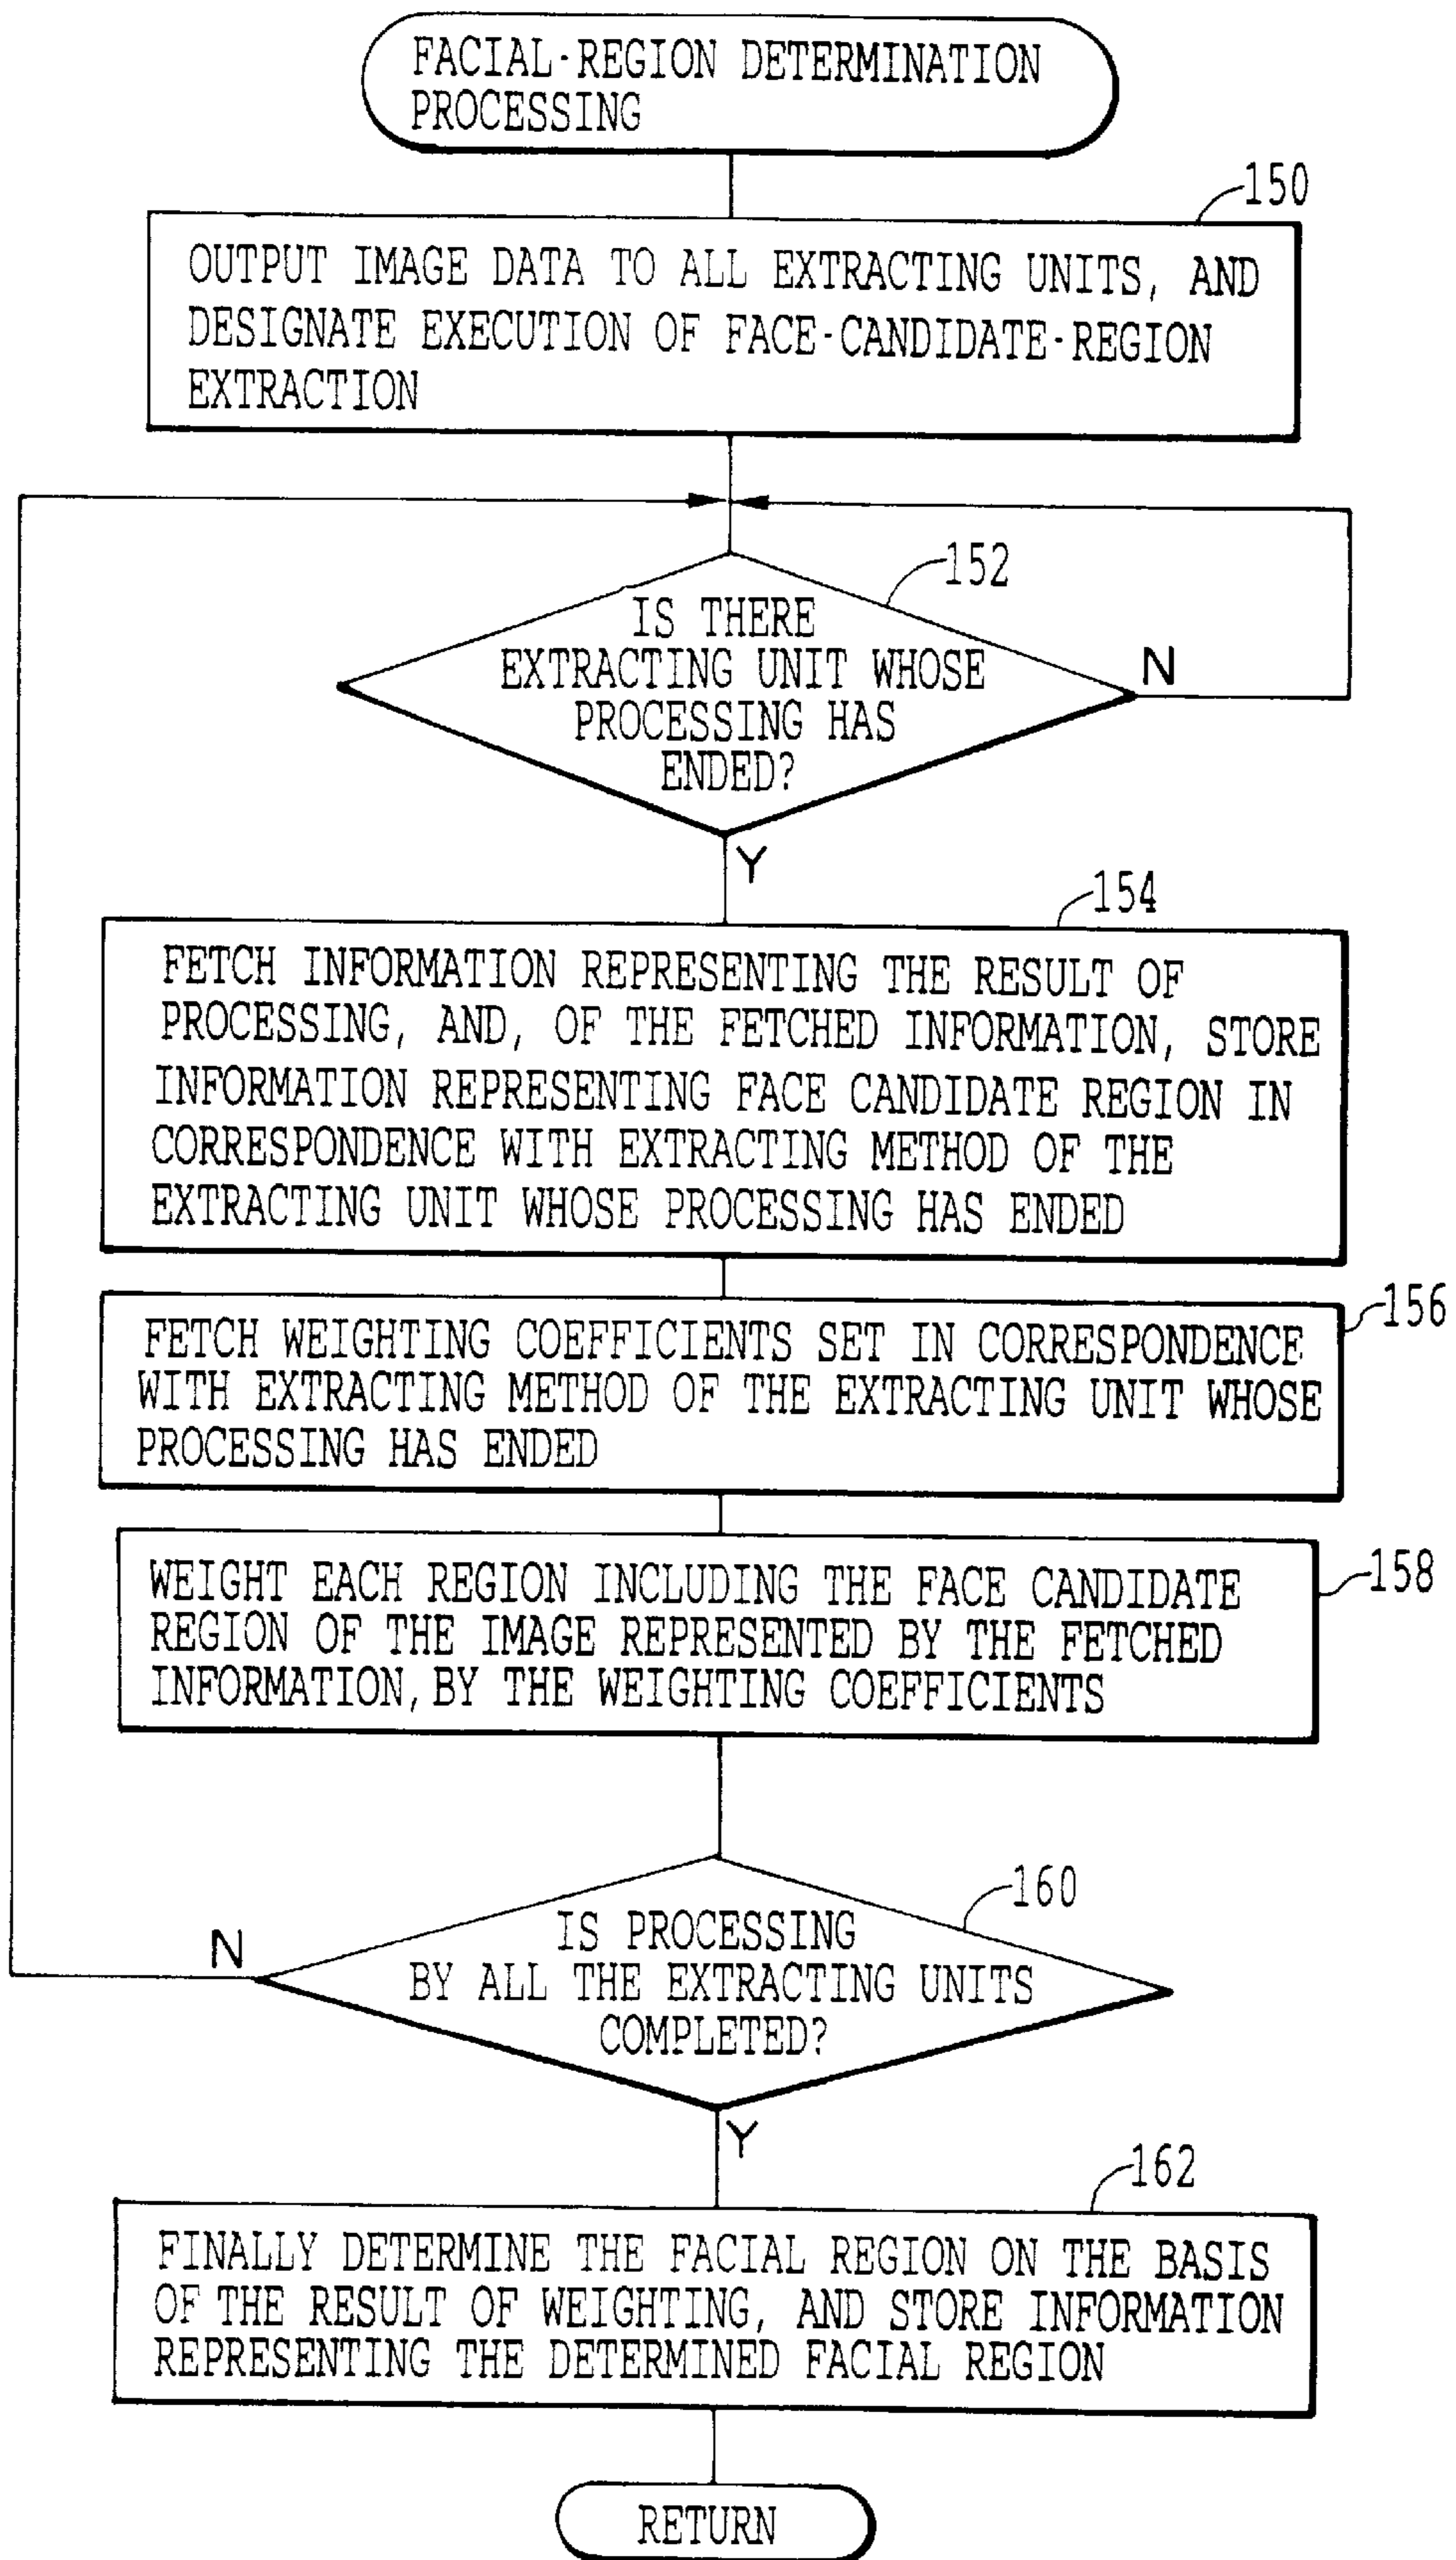 FACIAL-REGION DETERMINATION
PROCESSING
150
OUTPUT IMAGE DATA TO ALL EXTRACTING UNITS, AND
DESIGNATE EXECUTION OF FACE-CANDIDATE-REGION
EXTRACTION
152
IS THERE
EXTRACTING UNIT WHOSE
PROCESSING HAS
ENDED?
N
Y
154
FETCH INFORMATION REPRESENTING THE RESULT OF
PROCESSING, AND, OF THE FETCHED INFORMATION, STORE
INFORMATION REPRESENTING FACE CANDIDATE REGION IN
CORRESPONDENCE WITH EXTRACTING METHOD OF THE
EXTRACTING UNIT WHOSE PROCESSING HAS ENDED
156
FETCH WEIGHTING COEFFICIENTS SET IN CORRESPONDENCE
WITH EXTRACTING METHOD OF THE EXTRACTING UNIT WHOSE
PROCESSING HAS ENDED
158
WEIGHT EACH REGION INCLUDING THE FACE CANDIDATE
REGION OF THE IMAGE REPRESENTED BY THE FETCHED
INFORMATION, BY THE WEIGHTING COEFFICIENTS
160
IS PROCESSING
BY ALL THE EXTRACTING UNITS
COMPLETED?
N
Y
162
FINALLY DETERMINE THE FACIAL REGION ON THE BASIS
OF THE RESULT OF WEIGHTING, AND STORE INFORMATION
REPRESENTING THE DETERMINED FACIAL REGION
RETURN